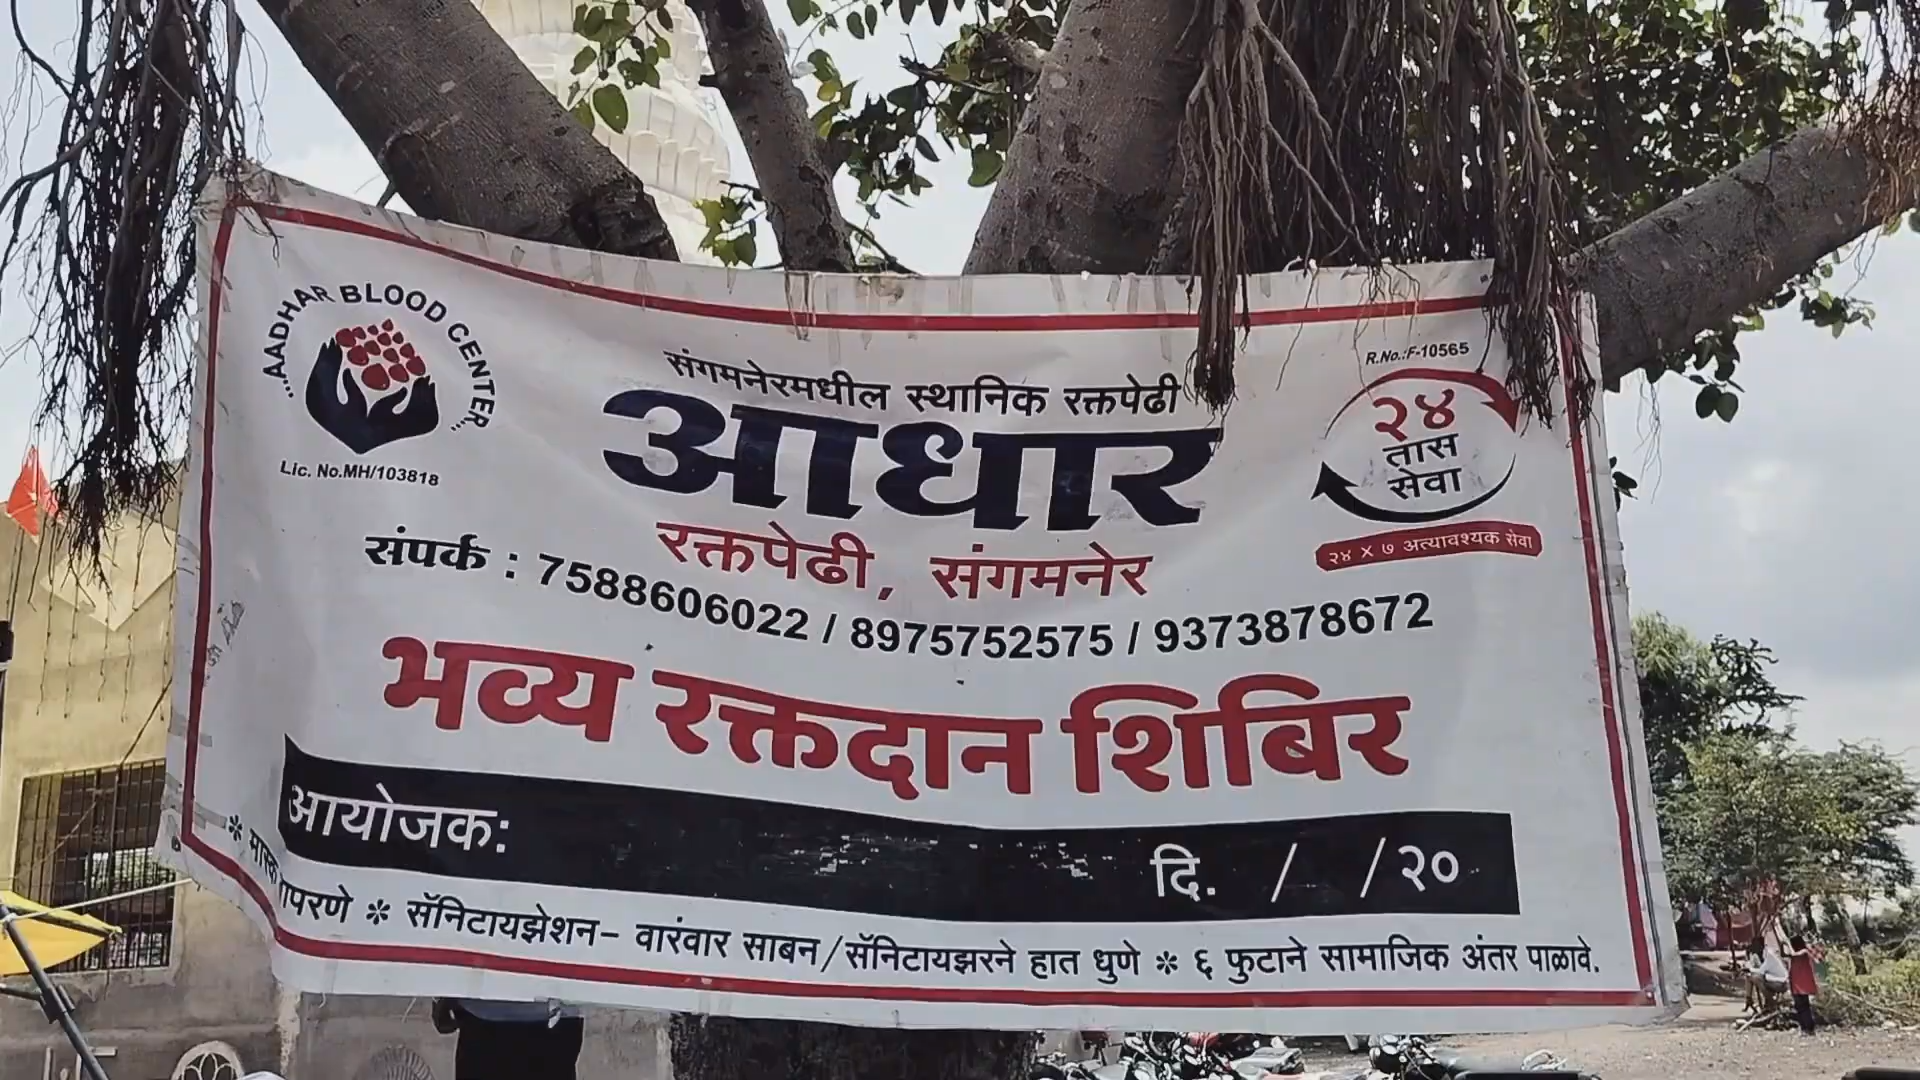 ...AADHAR BLOOD CENTER...
Lic. No.MH/103818
संगमनेरमधील स्थानिक रक्तपेढी
आधार
रक्तपेढी, संगमनेर
R.No.:F-10565
२४
तास
सेवा
२४ X ७ अत्यावश्यक सेवा
संपर्क : 7588606022 / 8975752575 / 9373878672
भव्य रक्तदान शिबिर
आयोजक: दि. / /२०
* मास्क * सॅनिटायझेशन- वारंवार साबन/सॅनिटायझरने हात धुणे * ६ फुटाने सामाजिक अंतर पाळावे.